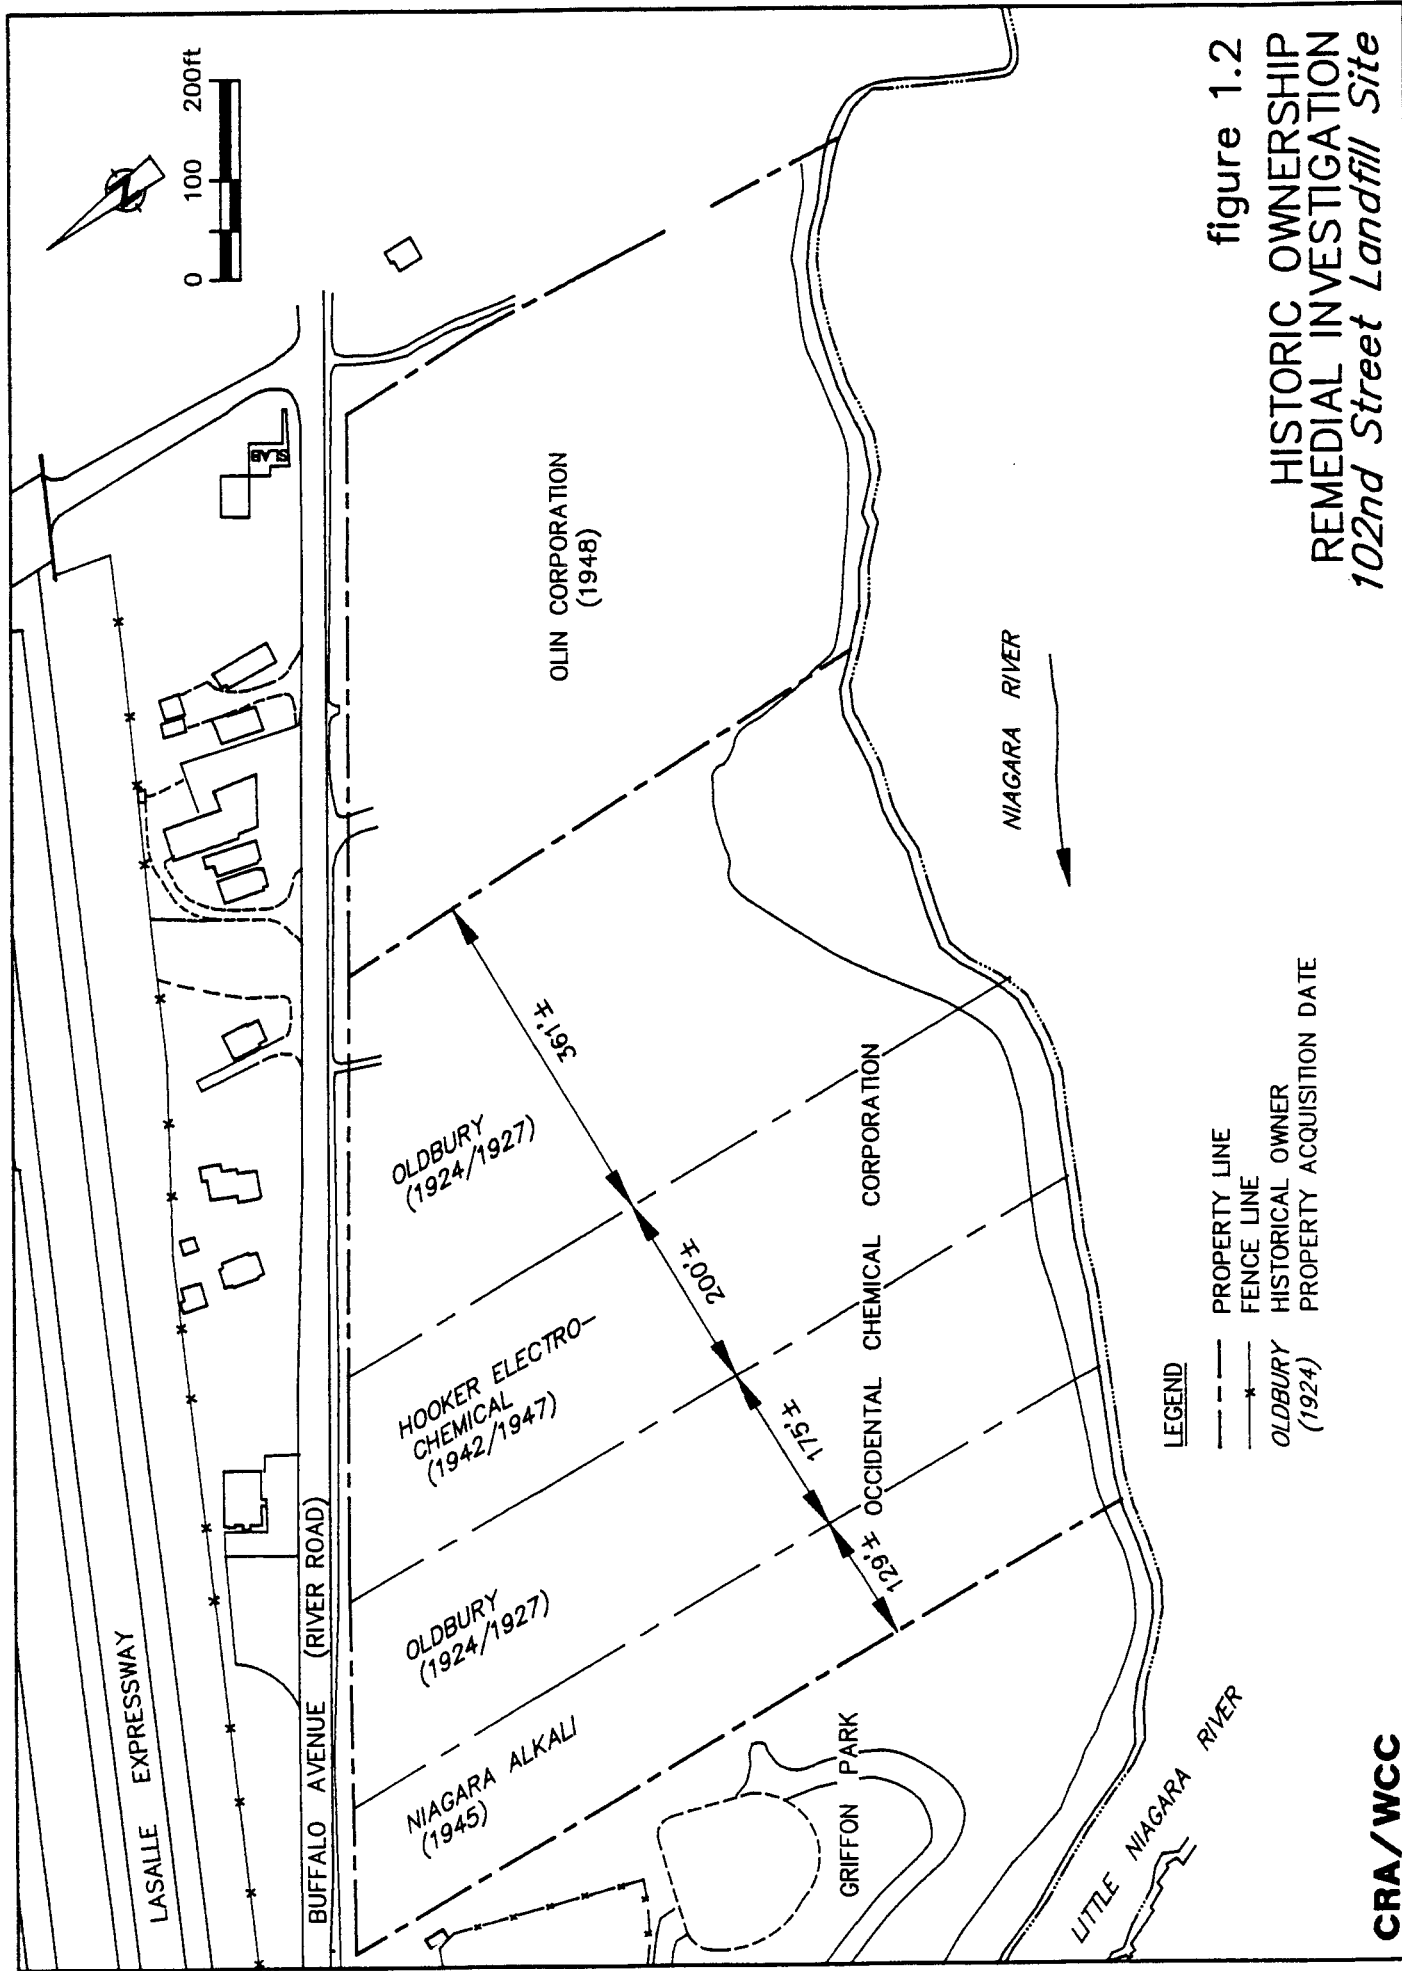 LASALLE EXPRESSWAY
BUFFALO AVENUE (RIVER ROAD)
SLAB
N
0 100 200ft
NIAGARA ALKALI
(1945)
OLDBURY
(1924/1927)
HOOKER ELECTRO-
CHEMICAL
(1942/1947)
OLDBURY
(1924/1927)
OLIN CORPORATION
(1948)
129'±
175'±
200'±
361'±
OCCIDENTAL CHEMICAL CORPORATION
GRIFFON PARK
NIAGARA RIVER
LITTLE NIAGARA RIVER
LEGEND
PROPERTY LINE
FENCE LINE
OLDBURY HISTORICAL OWNER
(1924) PROPERTY ACQUISITION DATE
figure 1.2
HISTORIC OWNERSHIP
REMEDIAL INVESTIGATION
102nd Street Landfill Site
CRA/WCC